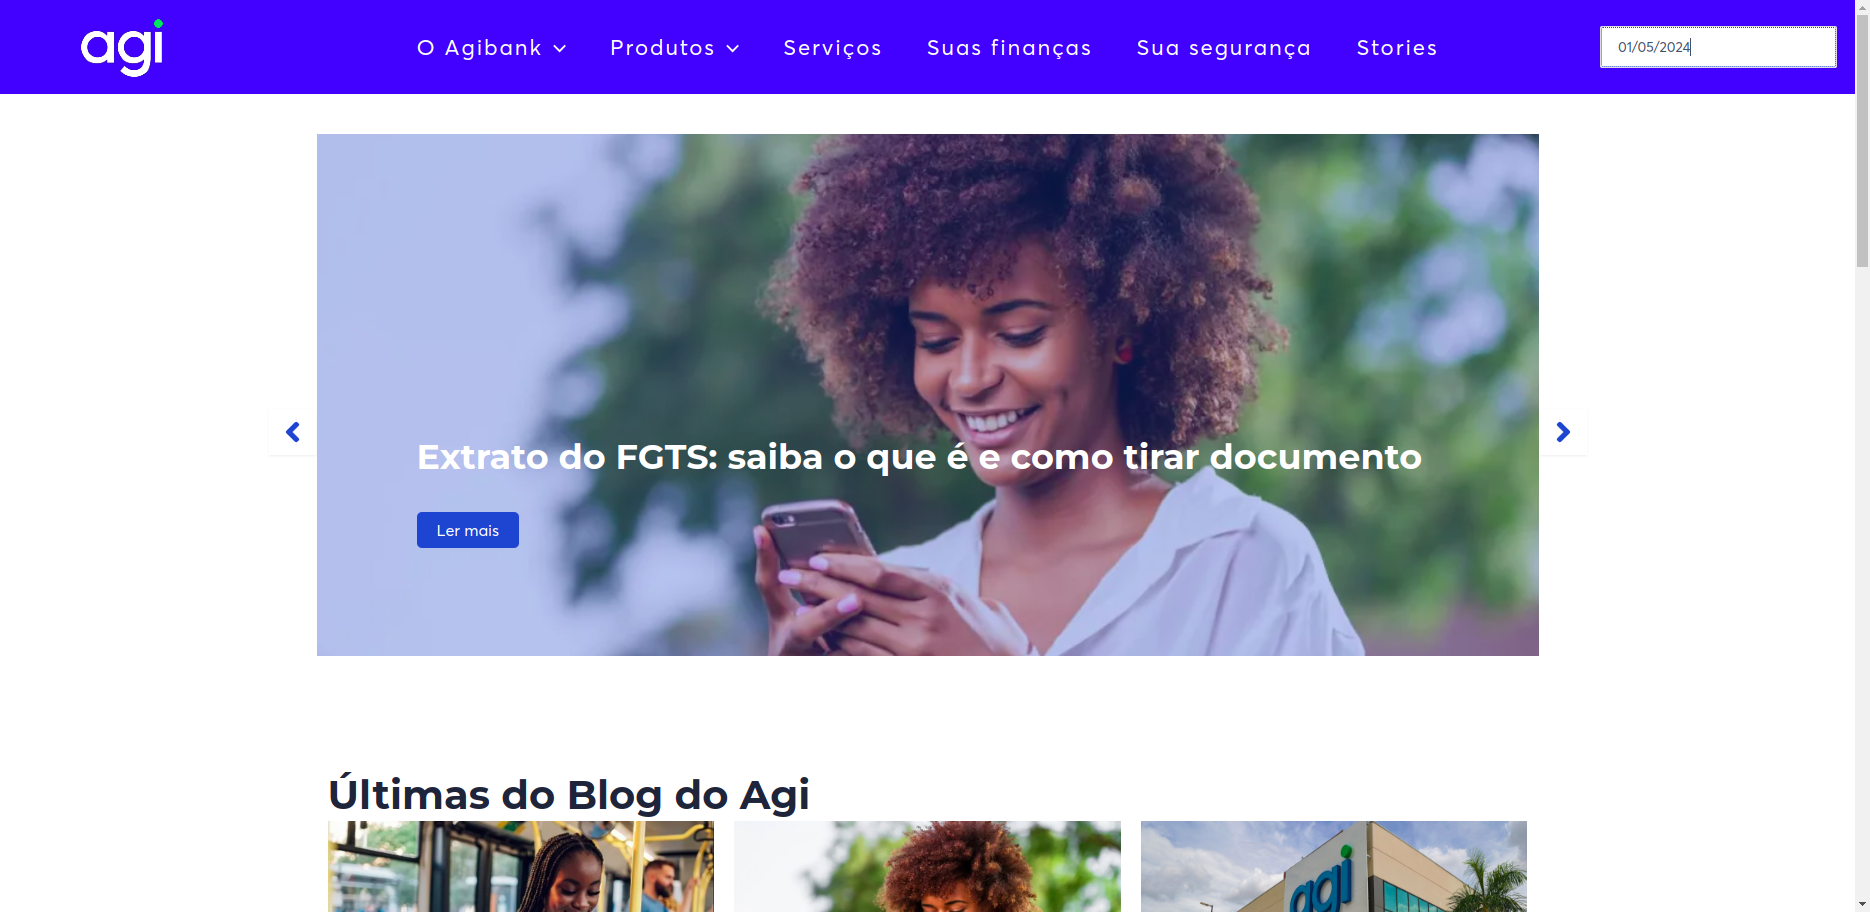 agi
O Agibank
Produtos
Serviços
Suas finanças
Sua segurança
Stories
01/05/2024
Extrato do FGTS: saiba o que é e como tirar documento
Ler mais
Últimas do Blog do Agi
agi